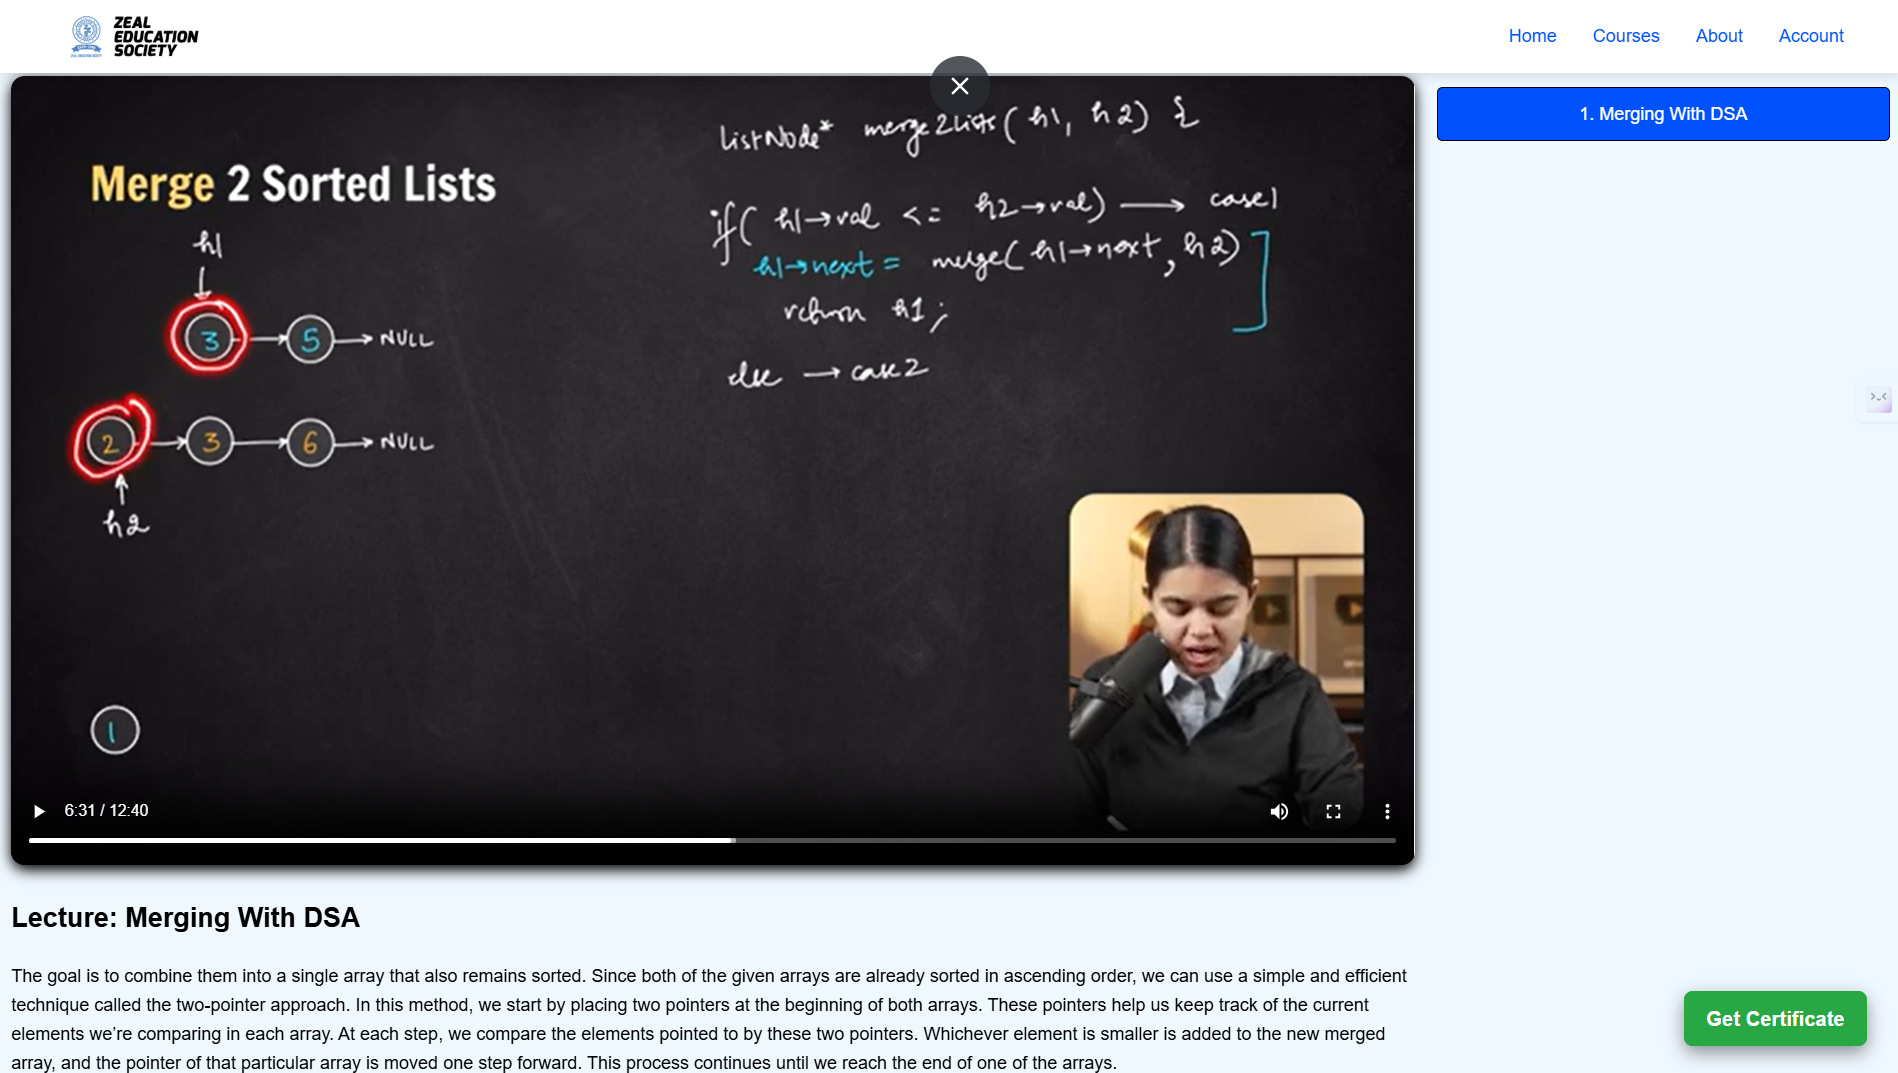 ZEAL
EDUCATION
SOCIETY
Home
Courses
About
Account
1. Merging With DSA
Merge 2 Sorted Lists
h1
3
5
NULL
2
3
6
NULL
h2
1
listNode* merge2Lists(h1, h2) {
if( h1→val <= h2→val) → case1
h1→next = merge(h1→next, h2)
return h1;
else → case2
6:31 / 12:40
Lecture: Merging With DSA
The goal is to combine them into a single array that also remains sorted. Since both of the given arrays are already sorted in ascending order, we can use a simple and efficient
technique called the two-pointer approach. In this method, we start by placing two pointers at the beginning of both arrays. These pointers help us keep track of the current
elements we’re comparing in each array. At each step, we compare the elements pointed to by these two pointers. Whichever element is smaller is added to the new merged
array, and the pointer of that particular array is moved one step forward. This process continues until we reach the end of one of the arrays.
Get Certificate